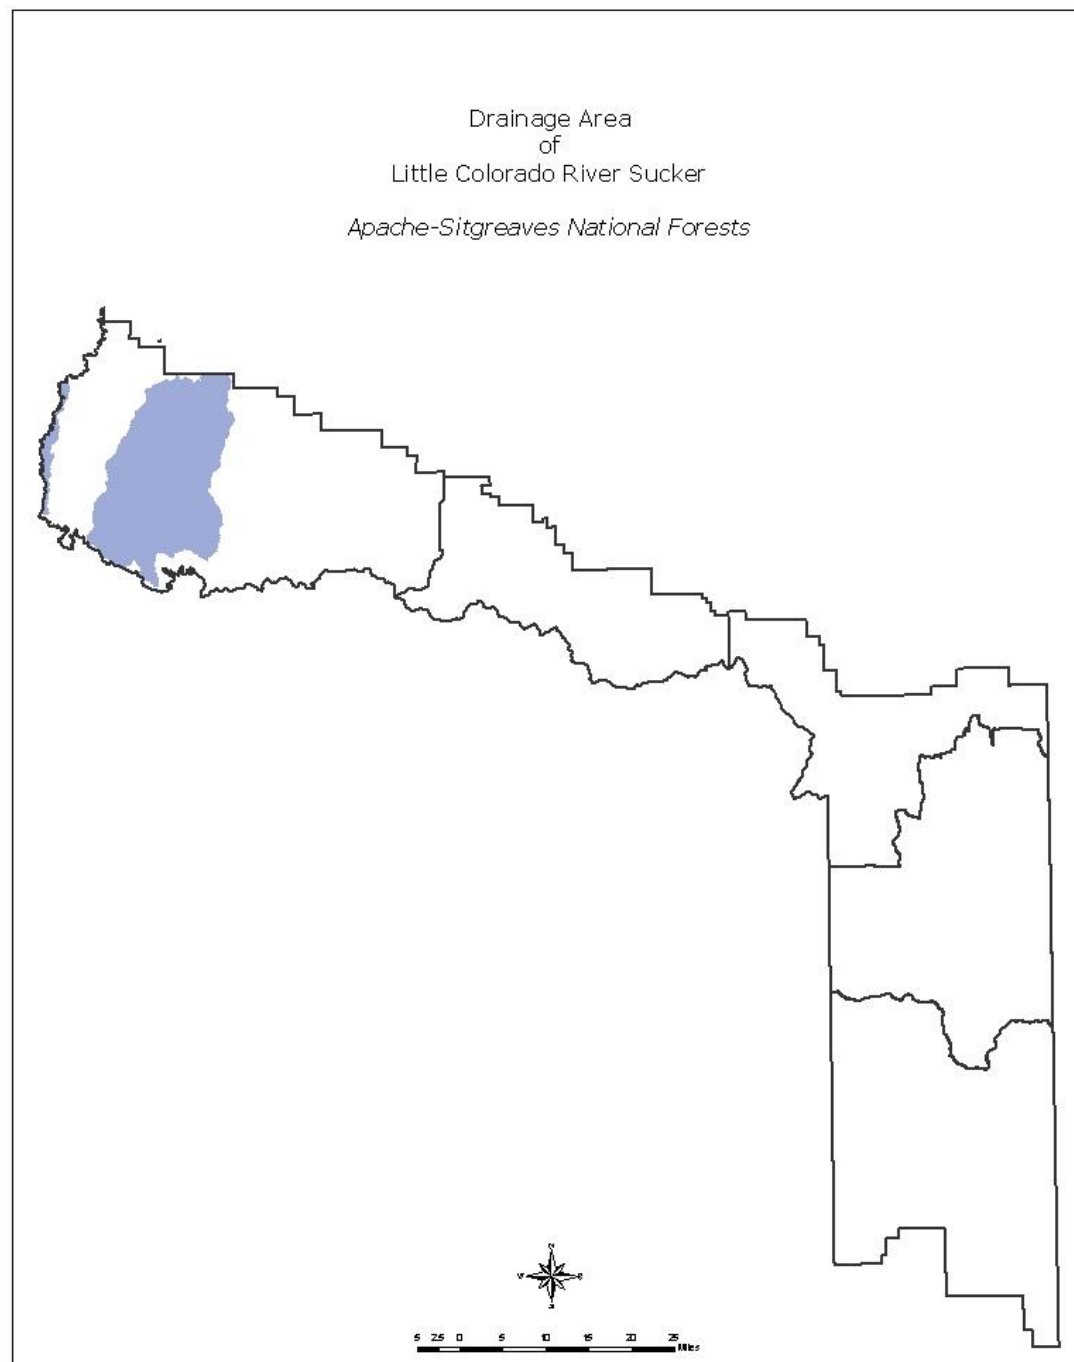 Drainage Area
of
Little Colorado River Sucker
Apache-Sitgreaves National Forests
N
W E
S
5 2.5 0 5 10 15 20 25
Miles